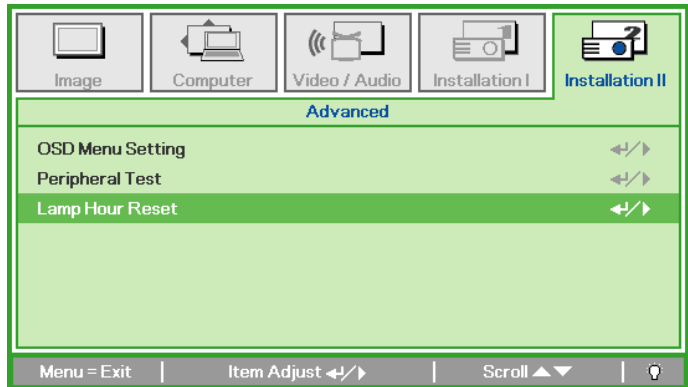 Image Computer Video / Audio Installation I Installation II
Advanced
OSD Menu Setting
Peripheral Test
Lamp Hour Reset
Menu = Exit Item Adjust Scroll